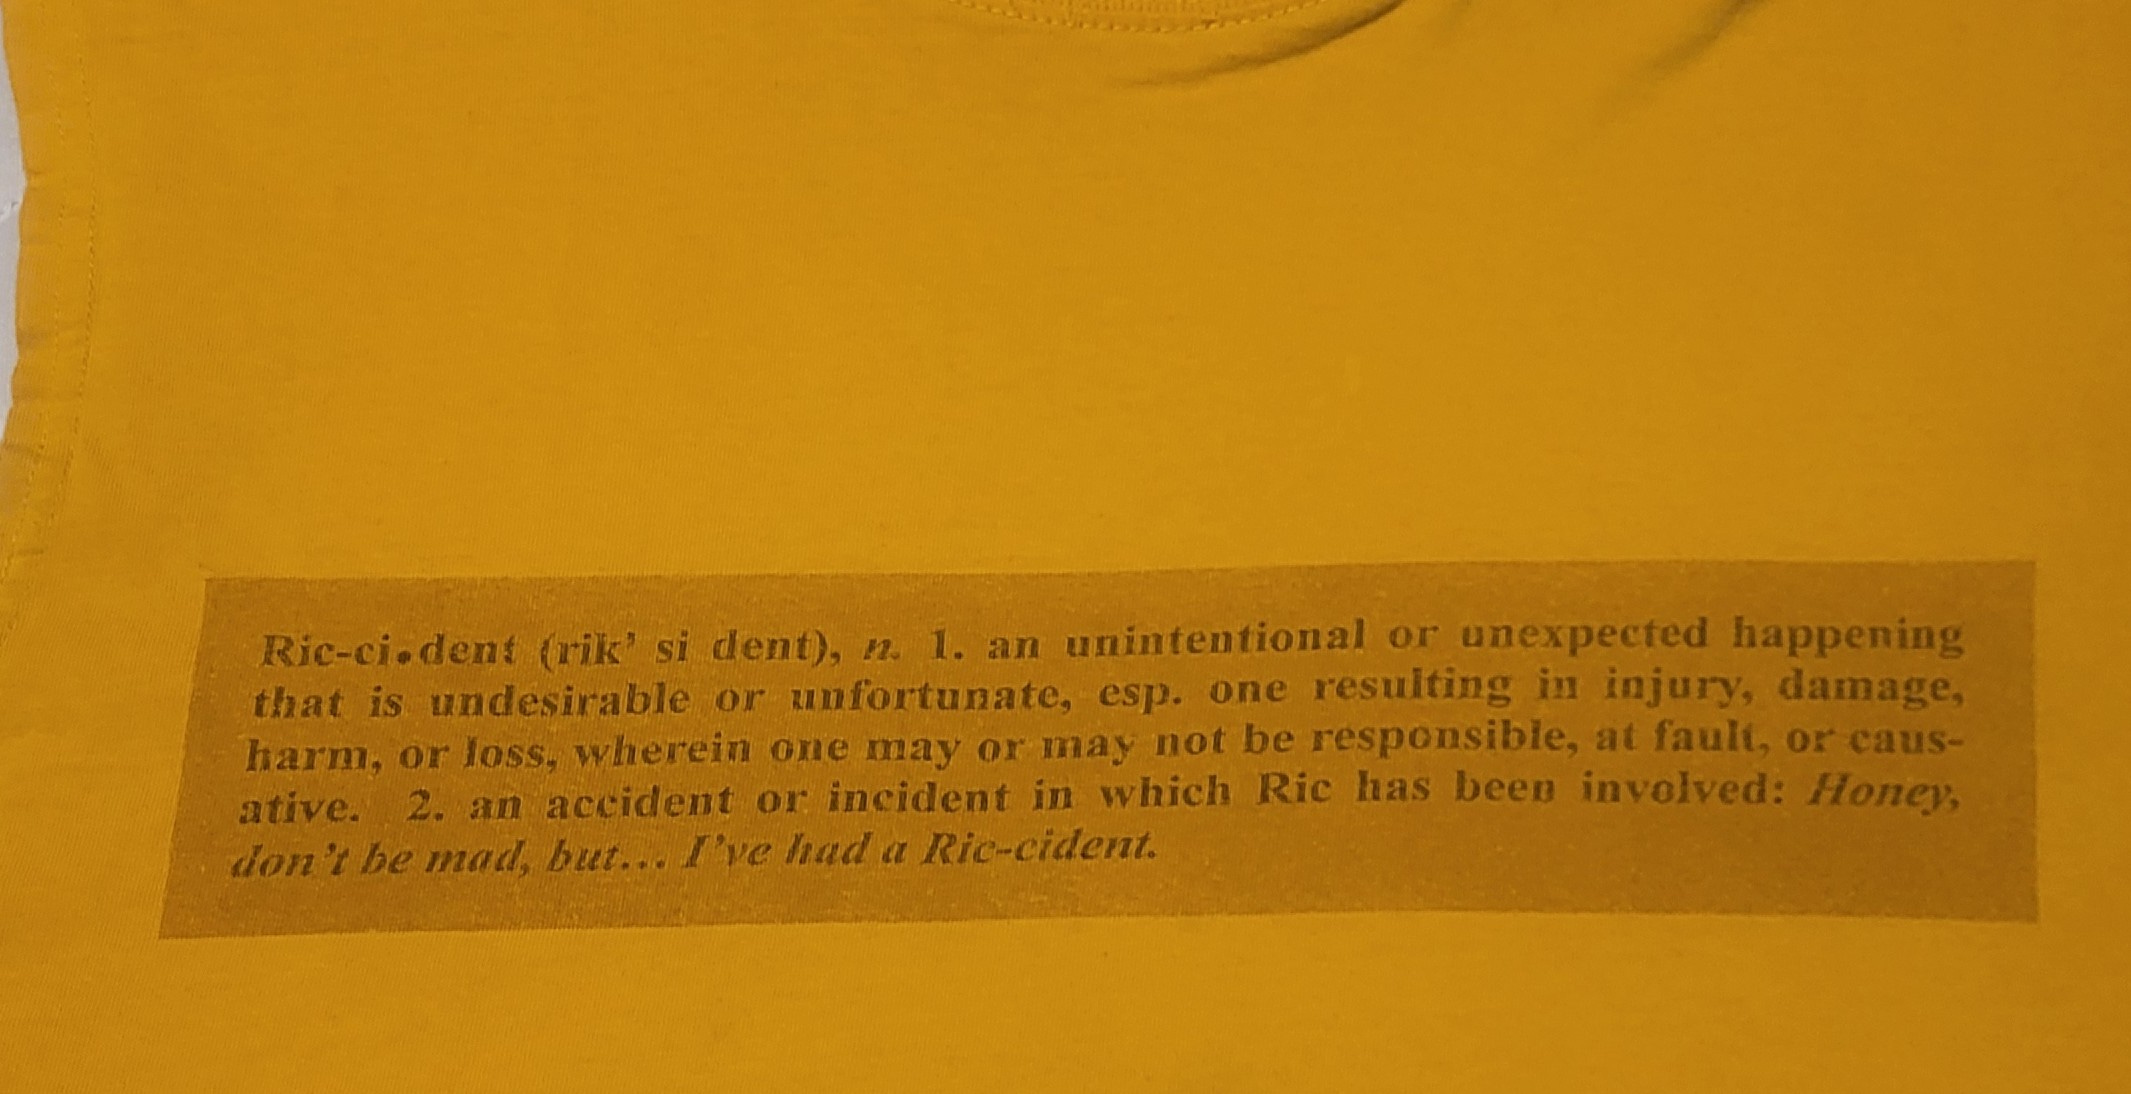 Ric-ci•dent (rik’ si dent), n. 1. an unintentional or unexpected happening
that is undesirable or unfortunate, esp. one resulting in injury, damage,
harm, or loss, wherein one may or may not be responsible, at fault, or caus-
ative. 2. an accident or incident in which Ric has been involved: Honey,
don’t be mad, but... I’ve had a Ric-cident.